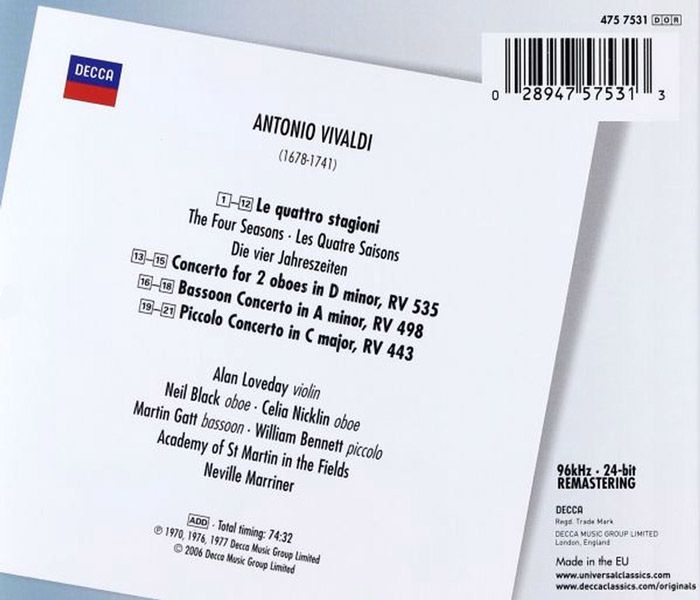 475 7531 DOR
0 28947 57531 3
DECCA
ANTONIO VIVALDI
(1678-1741)
1–12 Le quattro stagioni
The Four Seasons · Les Quatre Saisons
Die vier Jahreszeiten
13–15 Concerto for 2 oboes in D minor, RV 535
16–18 Bassoon Concerto in A minor, RV 498
19–21 Piccolo Concerto in C major, RV 443
Alan Loveday violin
Neil Black oboe · Celia Nicklin oboe
Martin Gatt bassoon · William Bennett piccolo
Academy of St Martin in the Fields
Neville Marriner
ADD · Total timing: 74:32
℗ 1970, 1976, 1977 Decca Music Group Limited
© 2006 Decca Music Group Limited
96kHz · 24-bit
REMASTERING
DECCA
Regd. Trade Mark
DECCA MUSIC GROUP LIMITED
London, England
Made in the EU
www.universalclassics.com
www.deccaclassics.com/originals